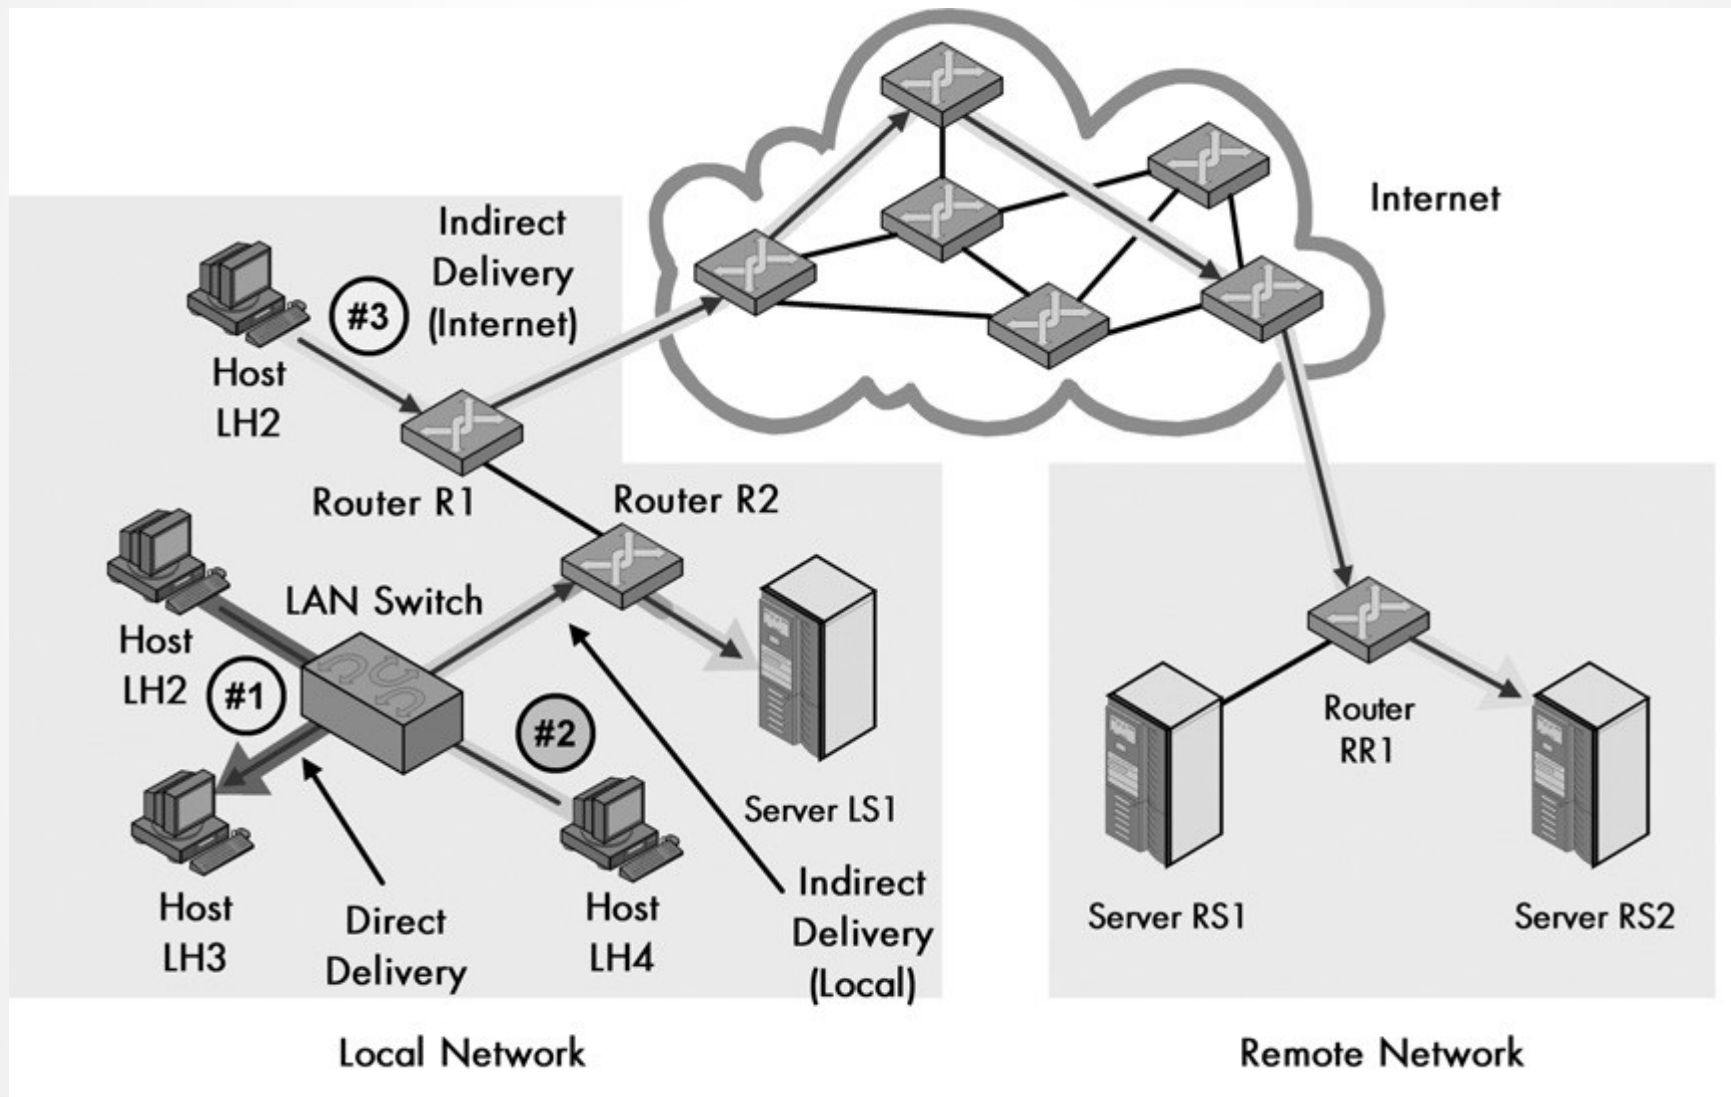 Indirect
Delivery
(Internet)
Internet
#3
Host
LH2
Router R1
Router R2
LAN Switch
Host
LH2
#1
#2
Server LS1
Host
LH3
Direct
Delivery
Host
LH4
Indirect
Delivery
(Local)
Router
RR1
Server RS1
Server RS2
Local Network
Remote Network